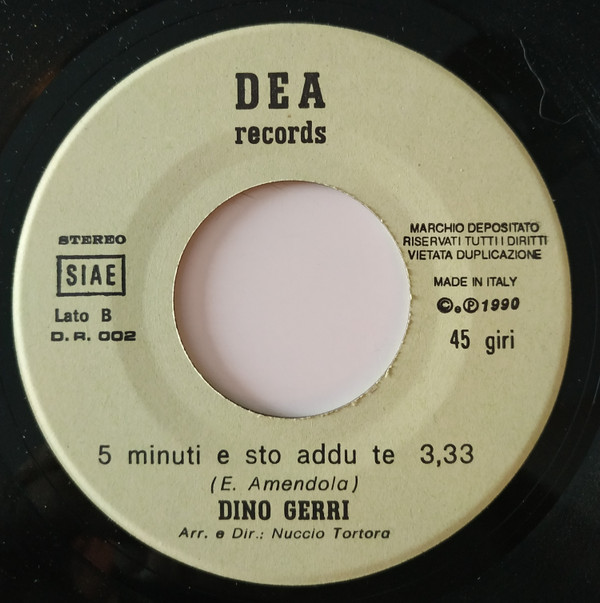 DEA
records
STEREO
SIAE
Lato B
D.R. 002
MARCHIO DEPOSITATO
RISERVATI TUTTI I DIRITTI
VIETATA DUPLICAZIONE
MADE IN ITALY
©e℗1990
45 giri
5 minuti e sto addu te 3,33
(E. Amendola)
DINO GERRI
Arr. e Dir.: Nuccio Tortora